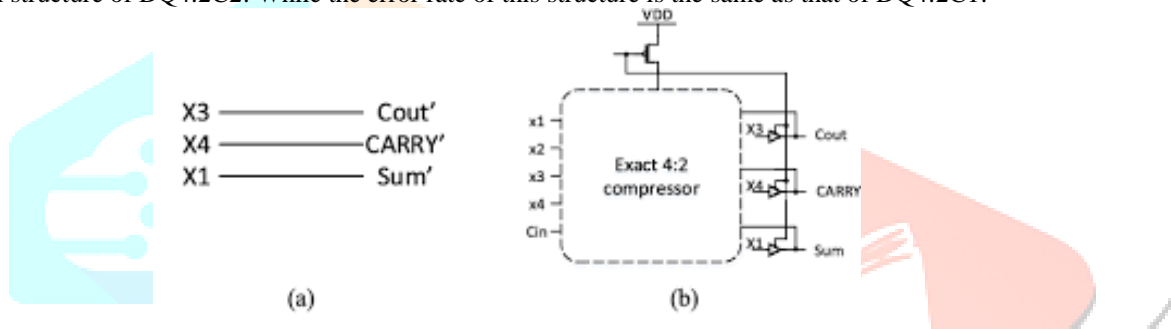 structure of DQ4:2C2. While the error rate of this structure is the same as that of DQ4:2C1.
VDD
X3 Cout'
X4 CARRY'
X1 Sum'
x1
x2
x3
x4
Cin
Exact 4:2
compressor
X3 Cout
X4 CARRY
X1 Sum
(a) (b)